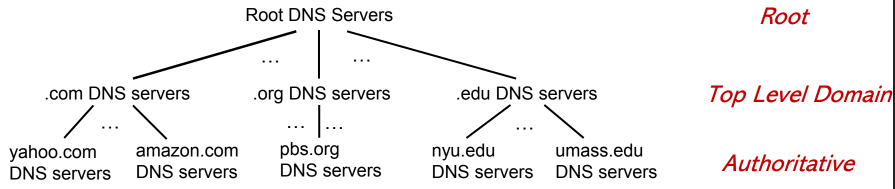 Root DNS Servers
Root
… …
.com DNS servers
.org DNS servers
.edu DNS servers
Top Level Domain
… … … …
yahoo.com
DNS servers
amazon.com
DNS servers
pbs.org
DNS servers
nyu.edu
DNS servers
umass.edu
DNS servers
Authoritative